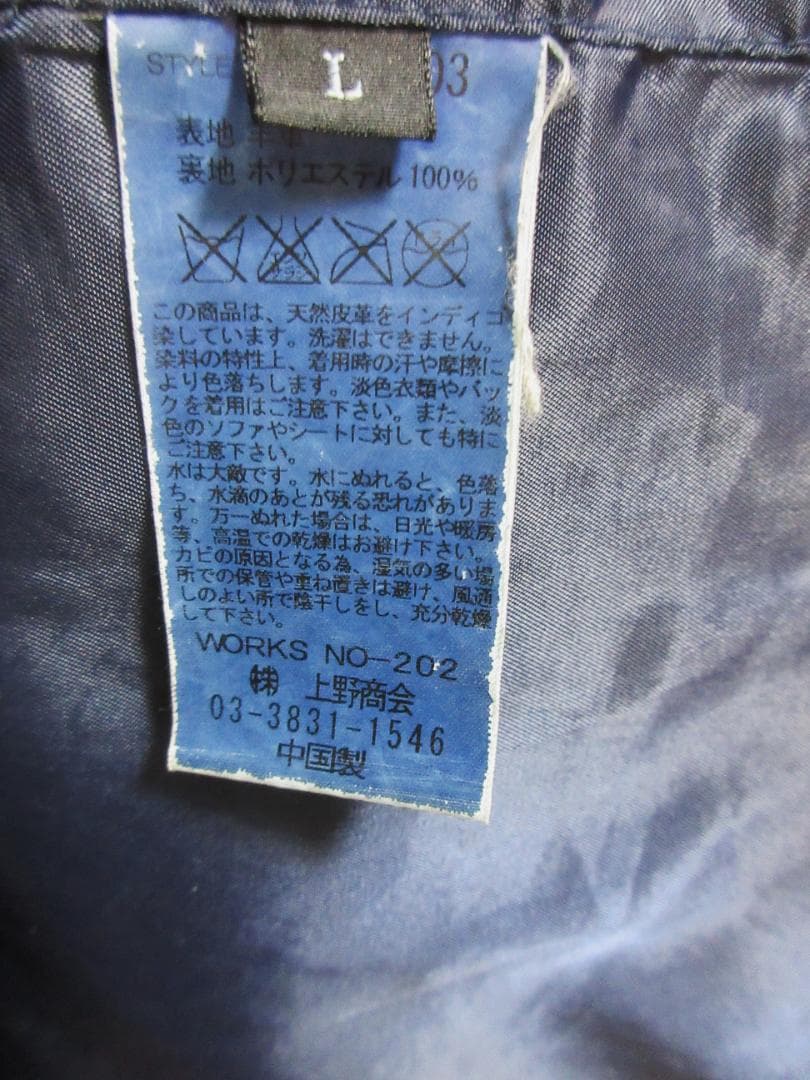 L
STYLE 03
表地
裏地 ポリエステル 100%
この商品は、天然皮革をインディゴ
染しています。洗濯はできません。
染料の特性上、着用時の汗や摩擦に
より色落ちします。淡色衣類やバッ
クを着用はご注意下さい。また、淡
色のソファやシートに対しても特に
ご注意下さい。
水は大敵です。水にぬれると、色落
ち、水滴のあとが残る恐れがありま
す。万一ぬれた場合は、日光や暖房
等、高温での乾燥はお避け下さい。
カビの原因となる為、湿気の多い場
所での保管や重ね置きは避け、風通
しのよい所で陰干しをし、充分乾燥
して下さい。
WORKS NO-202
㈱ 上野商会
03-3831-1546
中国製